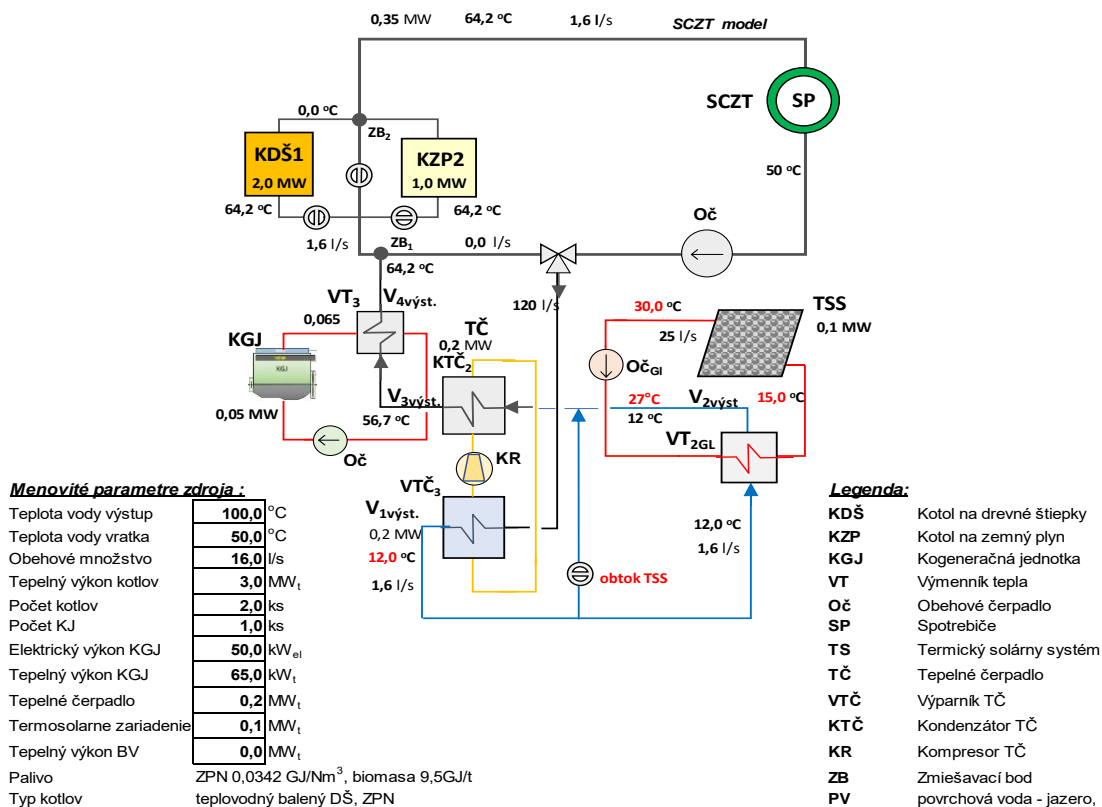 0,35 MW 64,2 °C 1,6 l/s SCZT model
SCZT SP
0,0 °C
ZB2
KDŠ1
2,0 MW
KZP2
1,0 MW
50 °C
64,2 °C 64,2 °C
Oč
1,6 l/s
ZB1
0,0 l/s
64,2 °C
VT3 V4výst.
120 l/s
30,0 °C
TSS
0,1 MW
25 l/s
0,065
TČ
0,2 MW
KGJ
KGJ
KTČ2
OčGl
V3výst.
27°C
12 °C
V2výst
15,0 °C
0,05 MW
56,7 °C
VT2GL
Oč
KR
VTČ3
V1výst.
0,2 MW
12,0 °C
1,6 l/s
12,0 °C
1,6 l/s
obtok TSS
Menovité parametre zdroja :
Teplota vody výstup 100,0 °C
Teplota vody vratka 50,0 °C
Obehové množstvo 16,0 l/s
Tepelný výkon kotlov 3,0 MWt
Počet kotlov 2,0 ks
Počet KJ 1,0 ks
Elektrický výkon KGJ 50,0 kWel
Tepelný výkon KGJ 65,0 kWt
Tepelné čerpadlo 0,2 MWt
Termosolarne zariadenie 0,1 MWt
Tepelný výkon BV 0,0 MWt
Palivo ZPN 0,0342 GJ/Nm³, biomasa 9,5GJ/t
Typ kotlov teplovodný balený DŠ, ZPN
Legenda:
KDŠ Kotol na drevné štiepky
KZP Kotol na zemný plyn
KGJ Kogeneračná jednotka
VT Výmenník tepla
Oč Obehové čerpadlo
SP Spotrebiče
TS Termický solárny systém
TČ Tepelné čerpadlo
VTČ Výparník TČ
KTČ Kondenzátor TČ
KR Kompresor TČ
ZB Zmiešavací bod
PV povrchová voda - jazero,